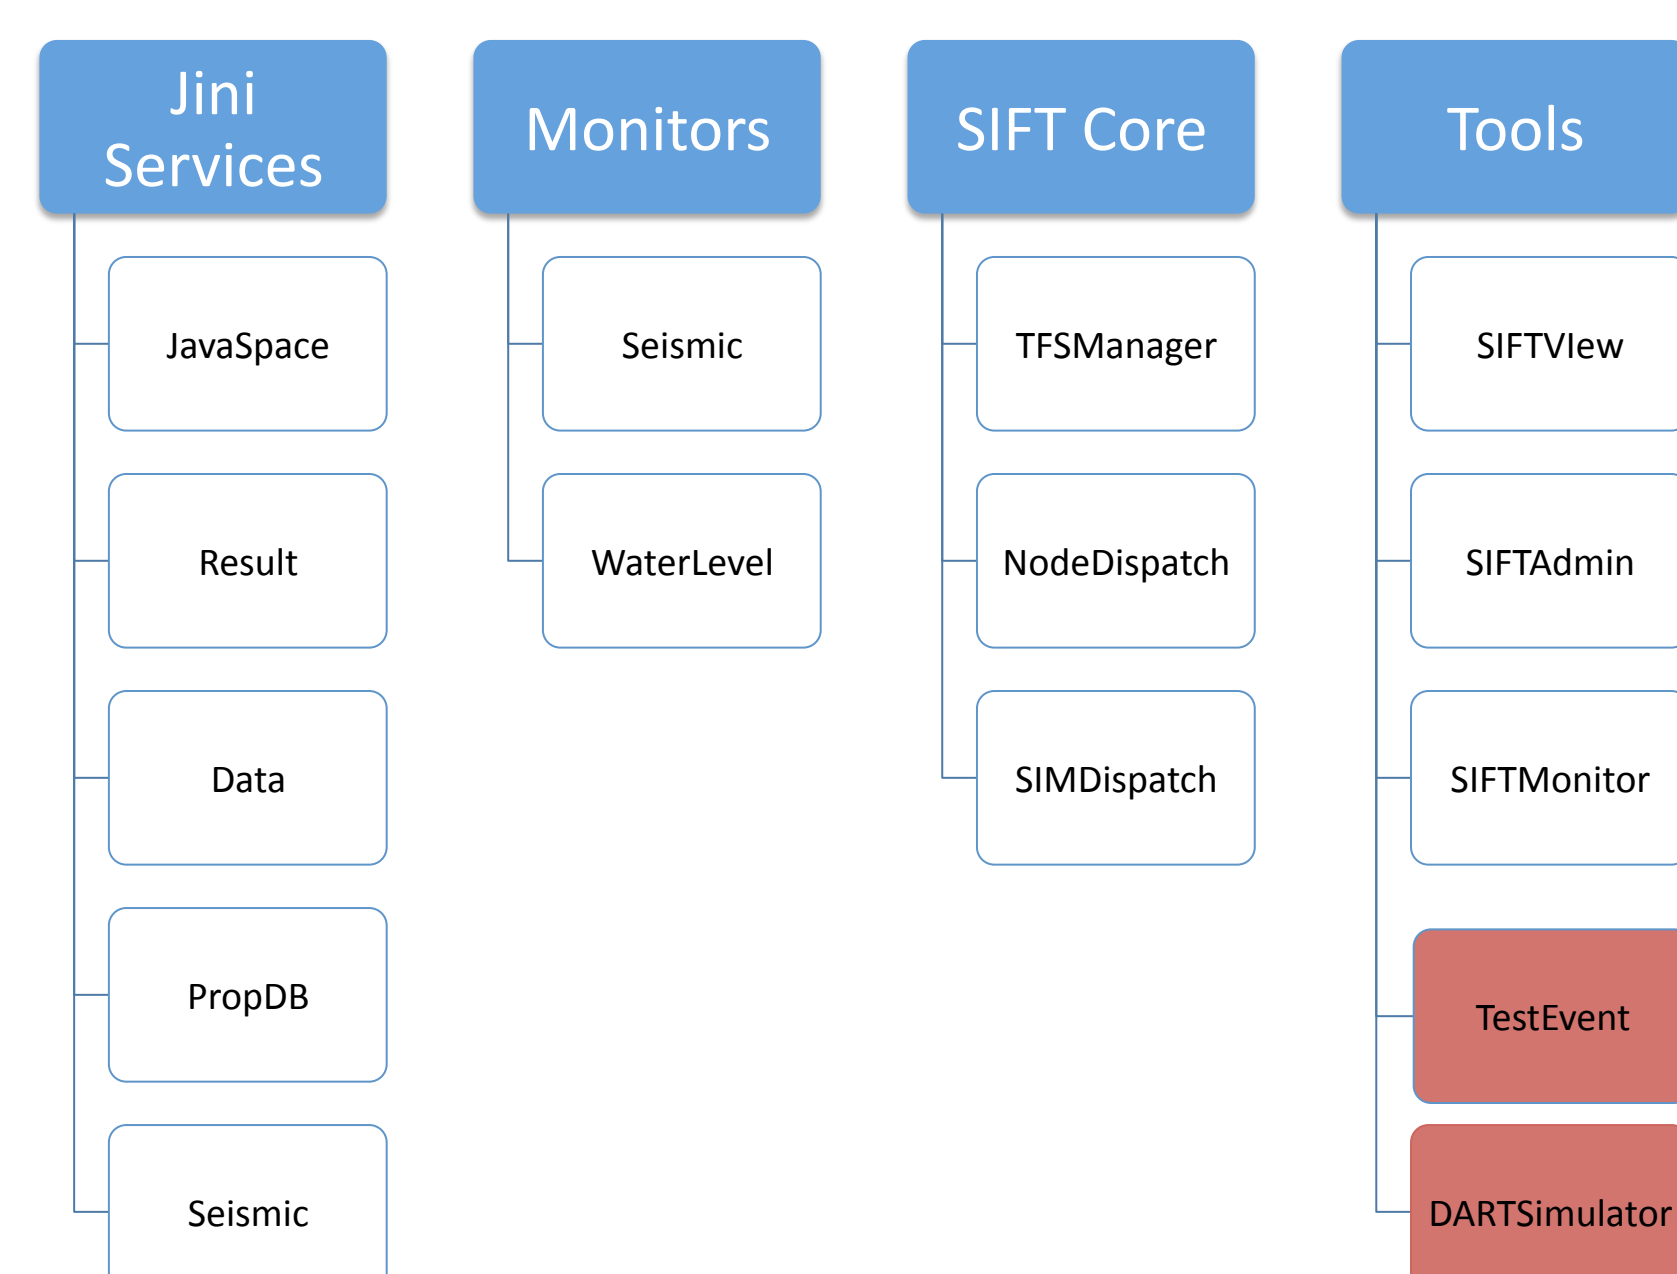 Jini
Services
JavaSpace
Result
Data
PropDB
Seismic
Monitors
Seismic
WaterLevel
SIFT Core
TFSManager
NodeDispatch
SIMDispatch
Tools
SIFTVIew
SIFTAdmin
SIFTMonitor
TestEvent
DARTSimulator